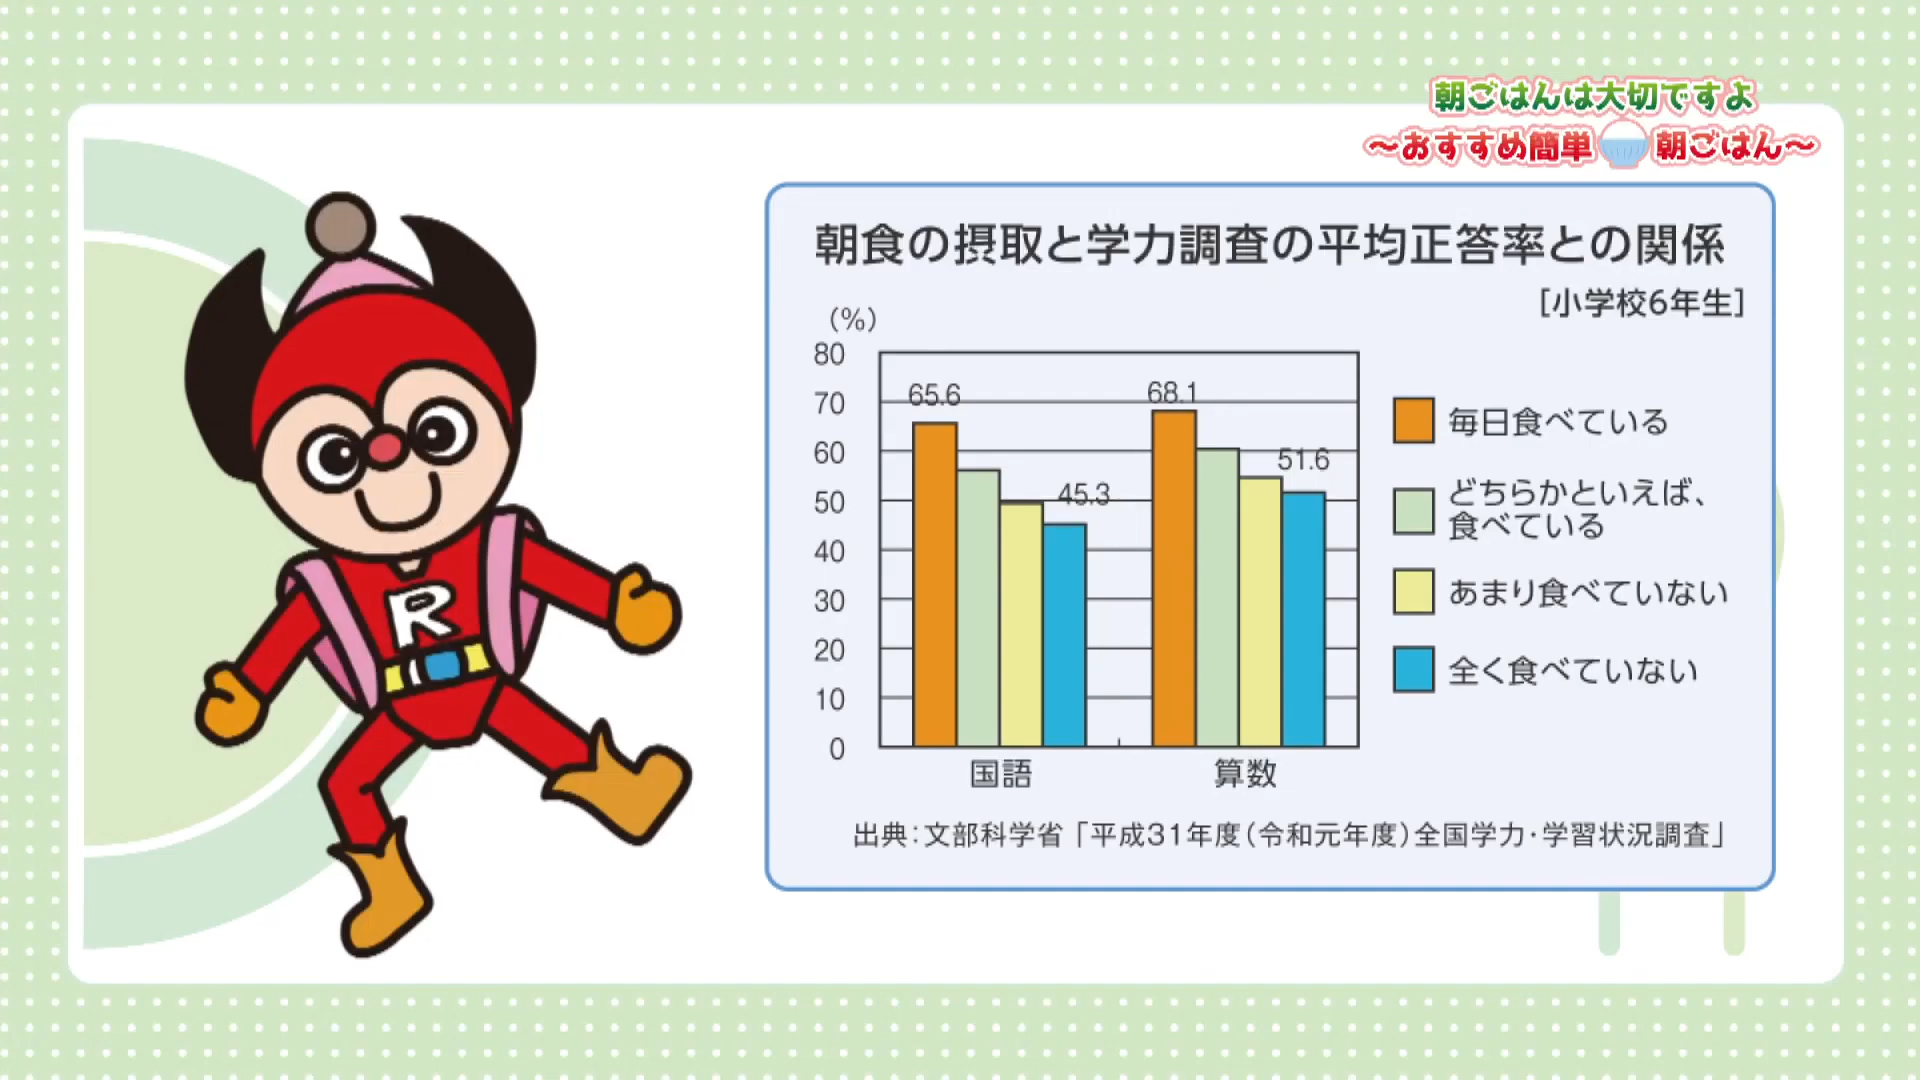 朝ごはんは大切ですよ
～おすすめ簡単朝ごはん～
朝食の摂取と学力調査の平均正答率との関係
[小学校6年生]
(%)
80
70
60
50
40
30
20
10
0
65.6
45.3
68.1
51.6
国語
算数
毎日食べている
どちらかといえば、
食べている
あまり食べていない
全く食べていない
出典：文部科学省「平成31年度（令和元年度）全国学力・学習状況調査」
R